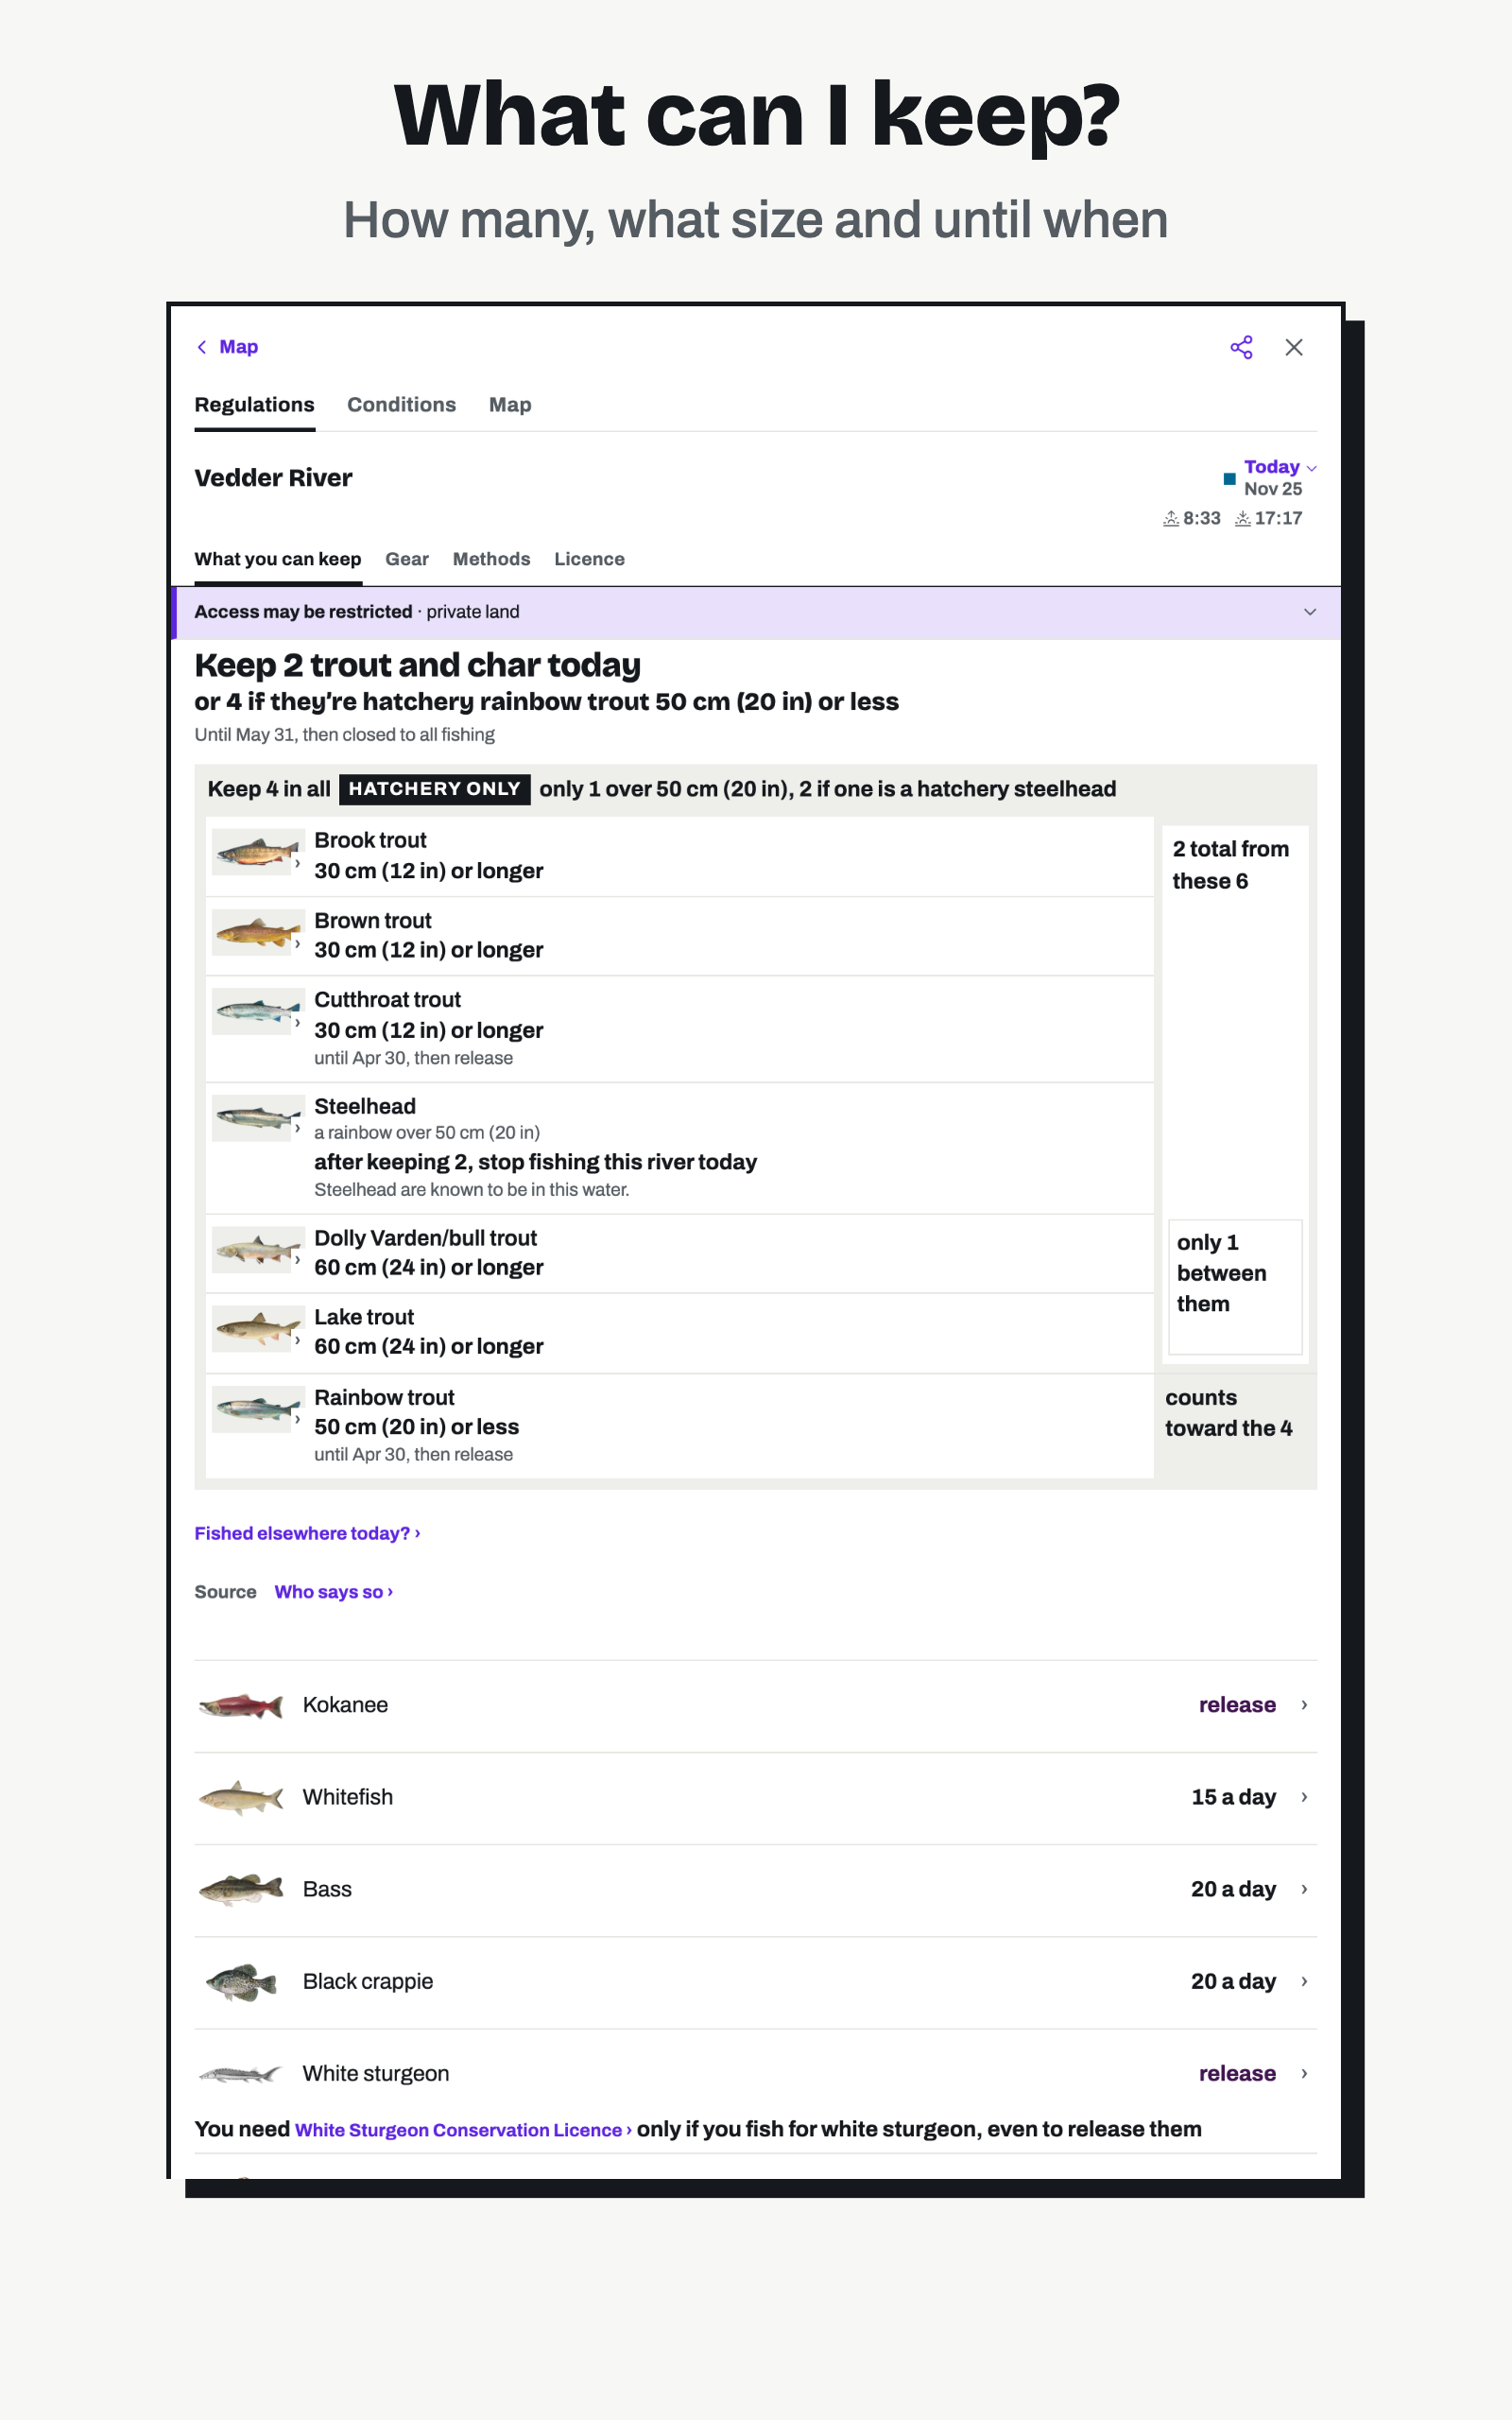 What can I keep?
How many, what size and until when
Map
Regulations Conditions Map
Vedder River
Today
Nov 25
8:33 17:17
What you can keep Gear Methods Licence
Access may be restricted · private land
Keep 2 trout and char today
or 4 if they’re hatchery rainbow trout 50 cm (20 in) or less
Until May 31, then closed to all fishing
Keep 4 in all HATCHERY ONLY only 1 over 50 cm (20 in), 2 if one is a hatchery steelhead
Brook trout
30 cm (12 in) or longer
2 total from
these 6
Brown trout
30 cm (12 in) or longer
Cutthroat trout
30 cm (12 in) or longer
until Apr 30, then release
Steelhead
a rainbow over 50 cm (20 in)
after keeping 2, stop fishing this river today
Steelhead are known to be in this water.
Dolly Varden/bull trout
60 cm (24 in) or longer
only 1
between
them
Lake trout
60 cm (24 in) or longer
Rainbow trout
50 cm (20 in) or less
until Apr 30, then release
counts
toward the 4
Fished elsewhere today? ›
Source Who says so ›
Kokanee release ›
Whitefish 15 a day ›
Bass 20 a day ›
Black crappie 20 a day ›
White sturgeon release ›
You need White Sturgeon Conservation Licence › only if you fish for white sturgeon, even to release them